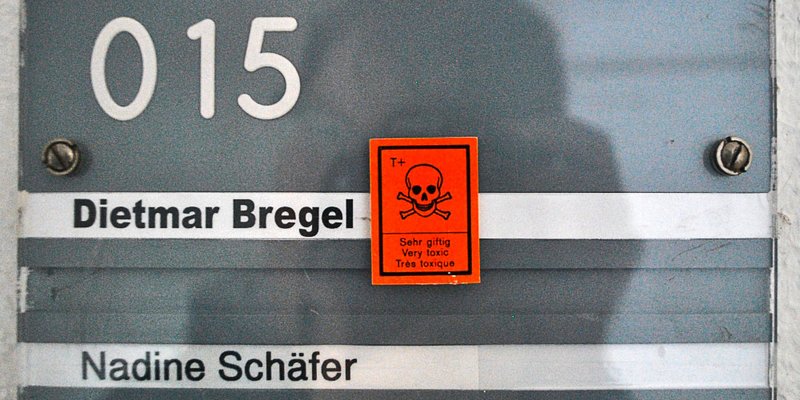 015
T+
Dietmar Bregel
Sehr giftig
Very toxic
Très toxique
Nadine Schäfer